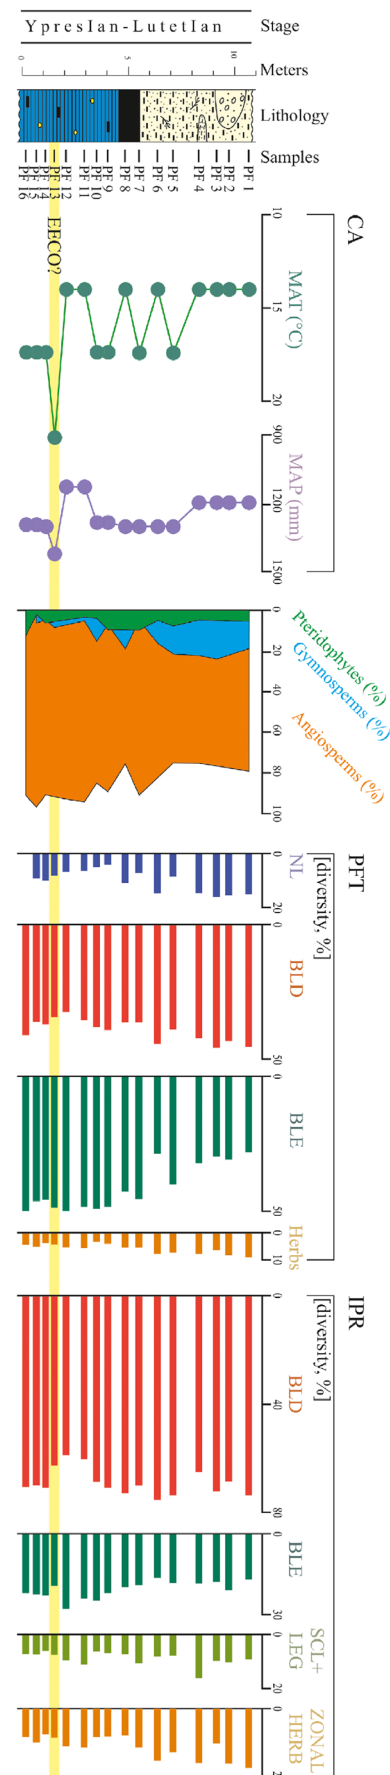 YpresIan-LutetIan
Stage
0
5
10
Meters
Lithology
Samples
PF 1
PF 2
PF 3
PF 4
PF 5
PF 6
PF 7
PF 8
PF 9
PF 10
PF 11
PF 12
PF 13
PF 14
PF 15
PF 16
EECO?
CA
MAT (°C)
10
15
20
MAP (mm)
900
1200
1500
Pteridophytes (%)
Gymnosperms (%)
Angiosperms (%)
0
20
40
60
80
100
PFT
[diversity, %]
NL
0
20
BLD
0
50
BLE
0
50
Herbs
0
10
IPR
[diversity, %]
BLD
0
40
80
BLE
0
30
SCL+
LEG
0
20
ZONAL
HERB
0